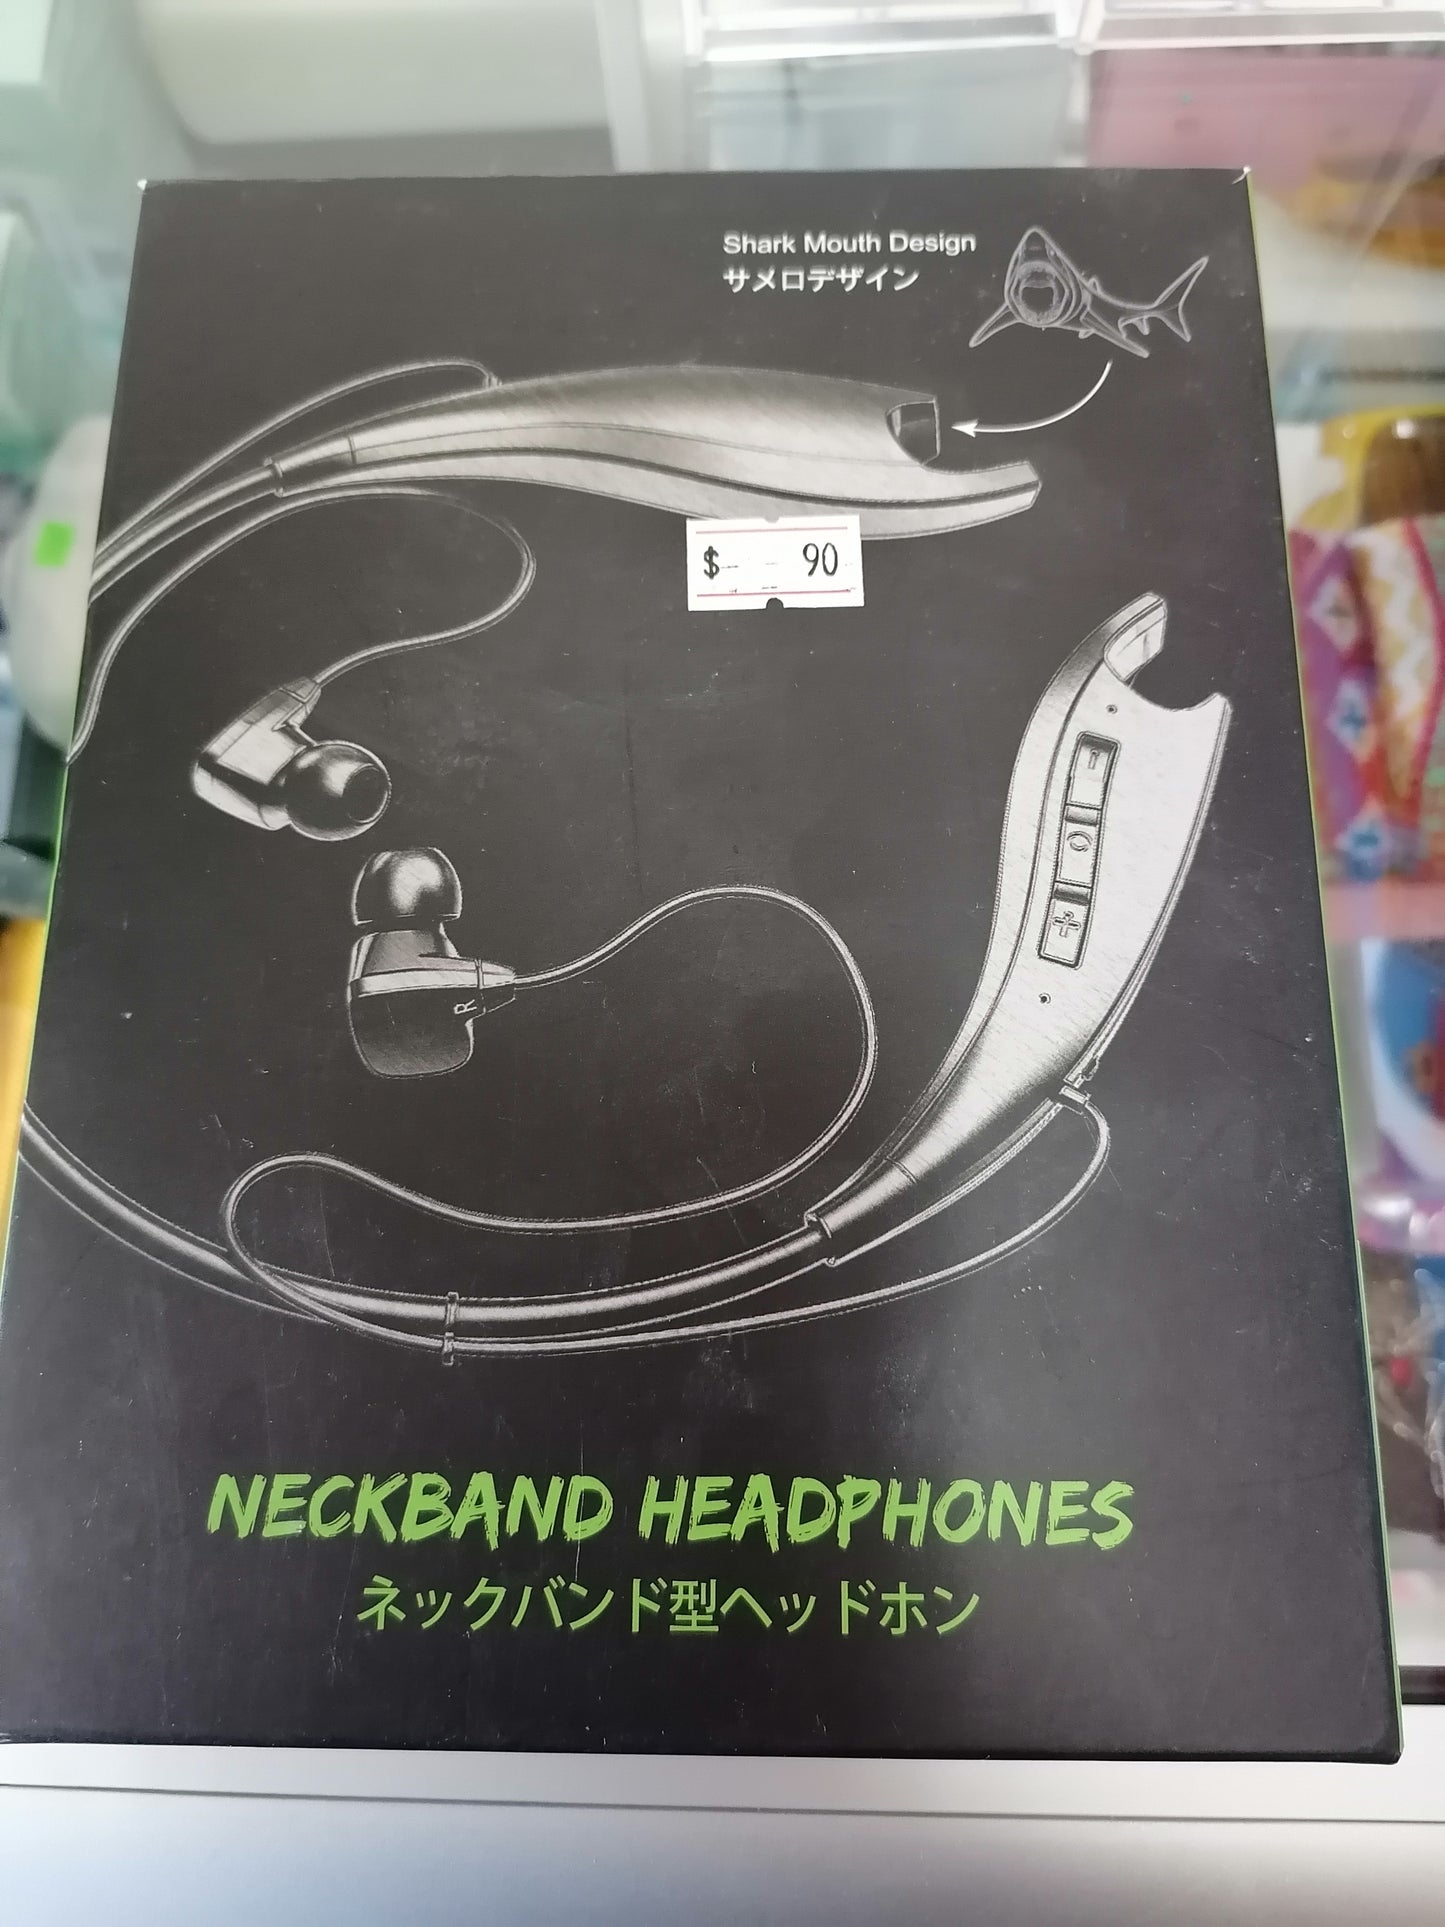 Shark Mouth Design
サメ口デザイン
$ 90
R
NECKBAND HEADPHONES
ネックバンド型ヘッドホン